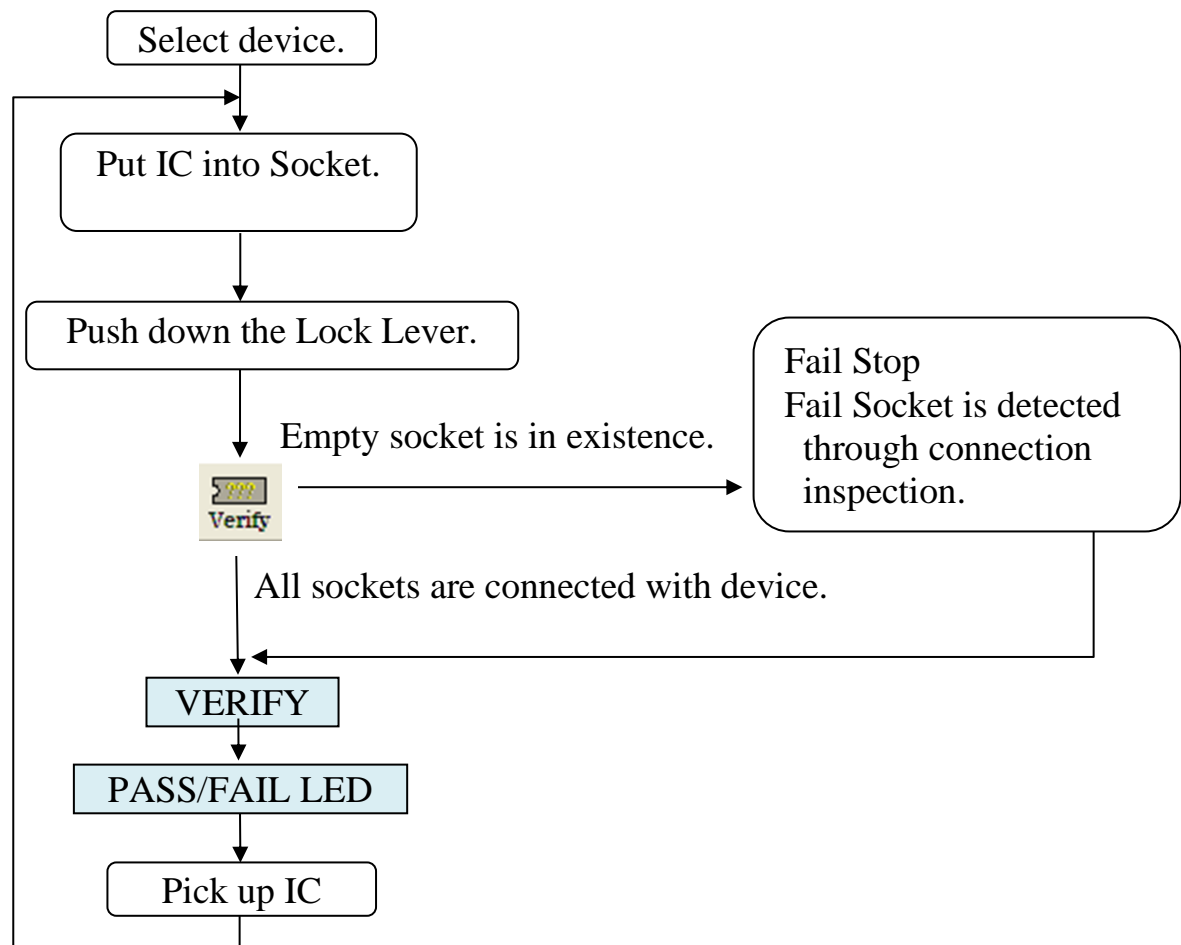 Select device.
Put IC into Socket.
Push down the Lock Lever.
Fail Stop
Fail Socket is detected
through connection
inspection.
Empty socket is in existence.
???
Verify
All sockets are connected with device.
VERIFY
PASS/FAIL LED
Pick up IC